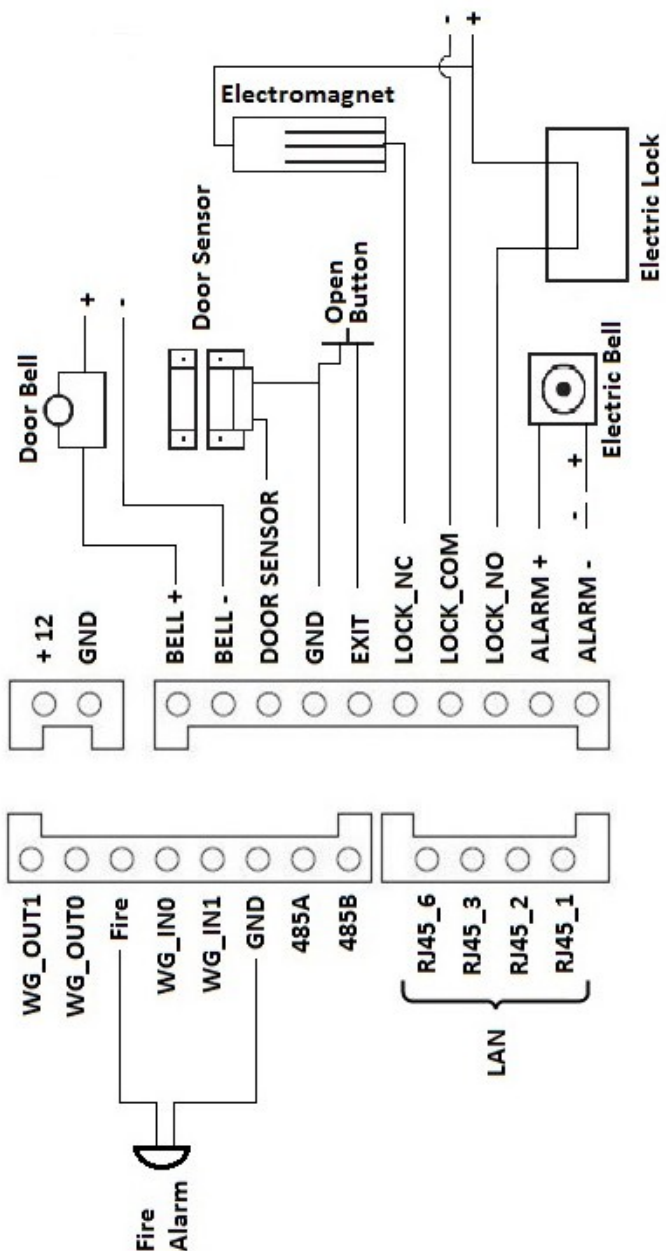 -
+
Electromagnet
Electric Lock
Door Sensor
Open
Button
+
-
Door Bell
Electric Bell
+
-
+ 12
GND
BELL +
BELL -
DOOR SENSOR
GND
EXIT
LOCK_NC
LOCK_COM
LOCK_NO
ALARM +
ALARM -
WG_OUT1
WG_OUT0
Fire
WG_IN0
WG_IN1
GND
485A
485B
RJ45_6
RJ45_3
RJ45_2
RJ45_1
LAN
Fire
Alarm